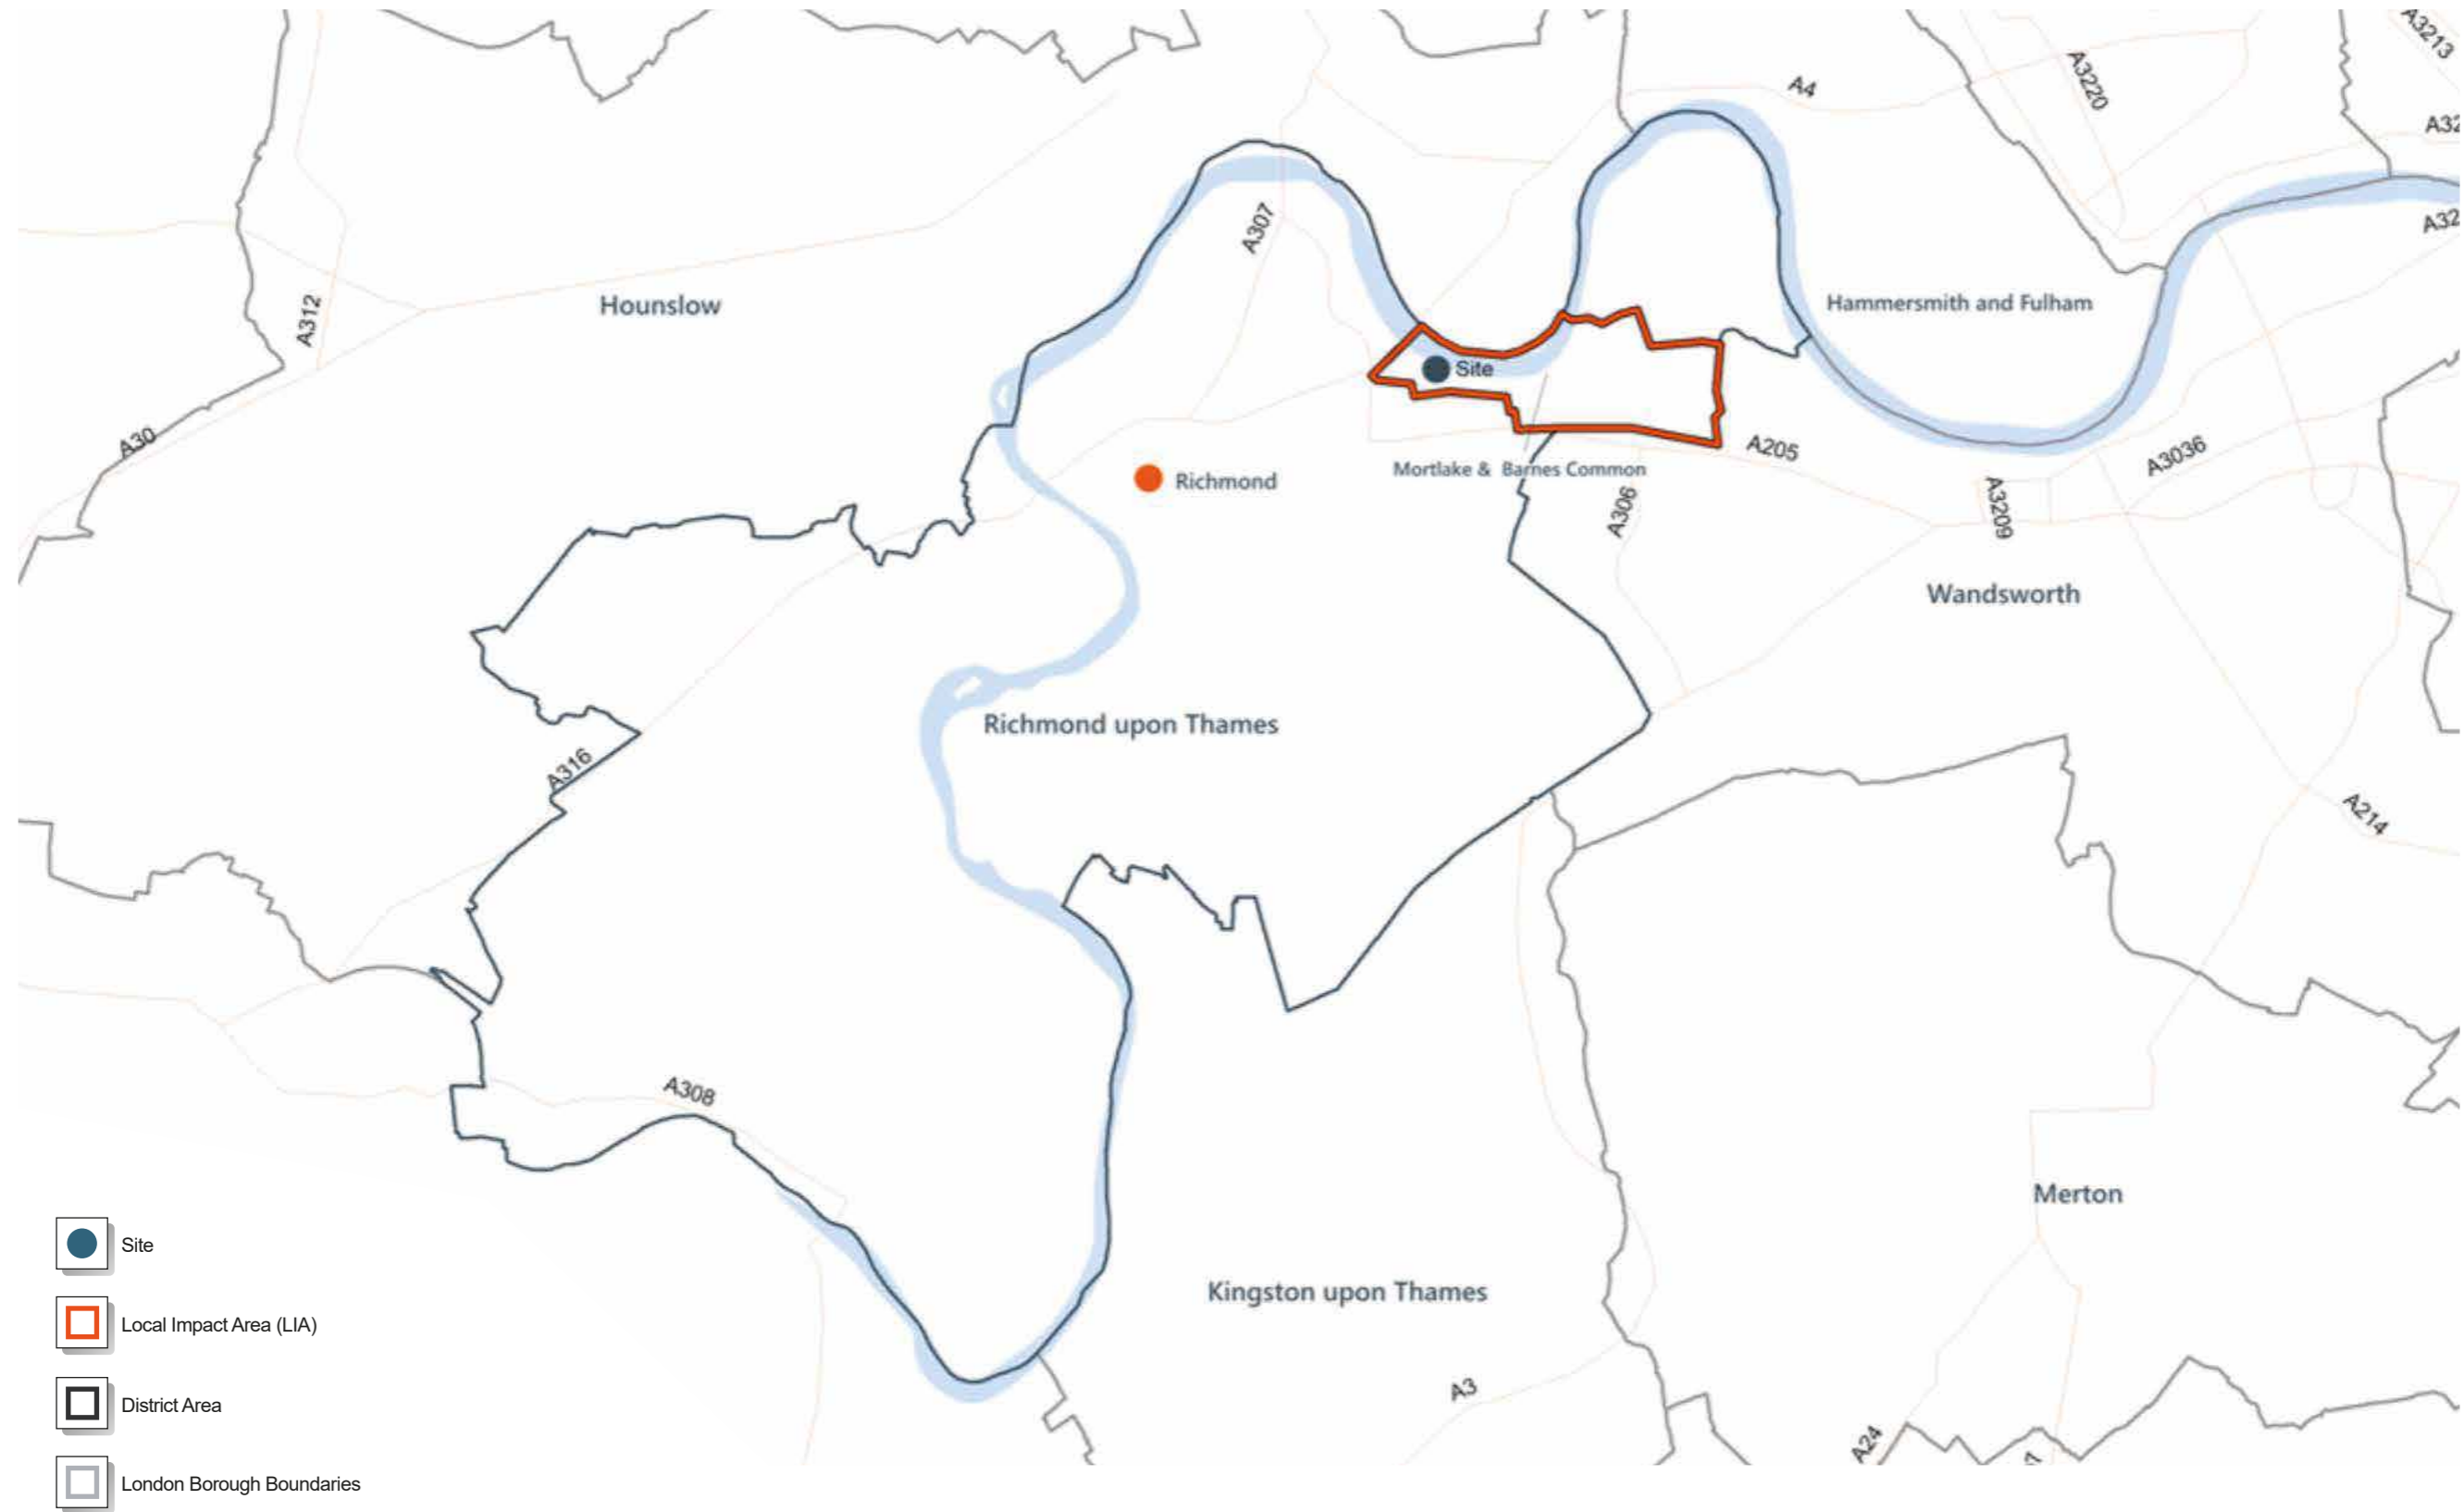 A3213
A3220
A4
A32
A307
A32
Hounslow
A312
Hammersmith and Fulham
Site
A30
A205
A3036
Mortlake & Barnes Common
Richmond
A306
A3209
Wandsworth
Richmond upon Thames
A316
A214
A308
Merton
Kingston upon Thames
A3
A24
Site
Local Impact Area (LIA)
District Area
London Borough Boundaries